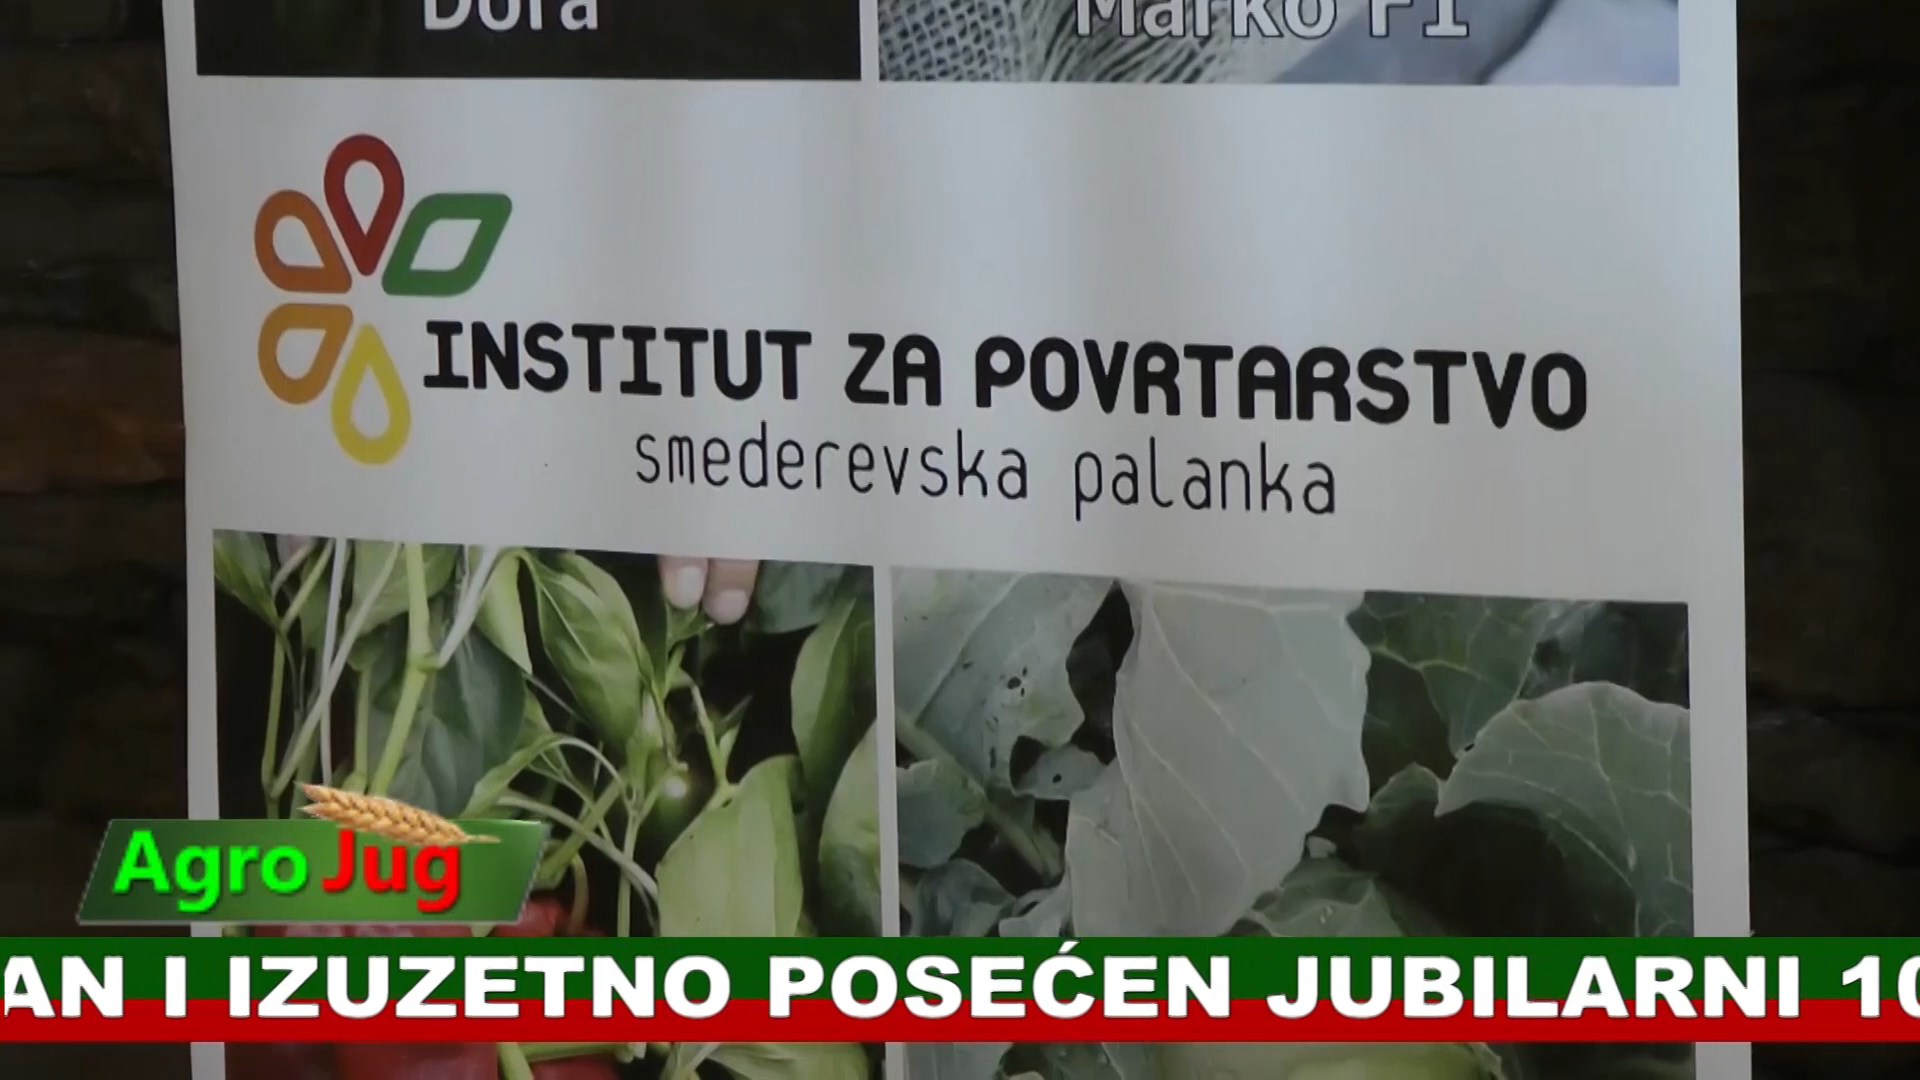 Dora
Marko F1
INSTITUT ZA POVRTARSTVO
smederevska palanka
Agro Jug
AN I IZUZETNO POSEĆEN JUBILARNI 10